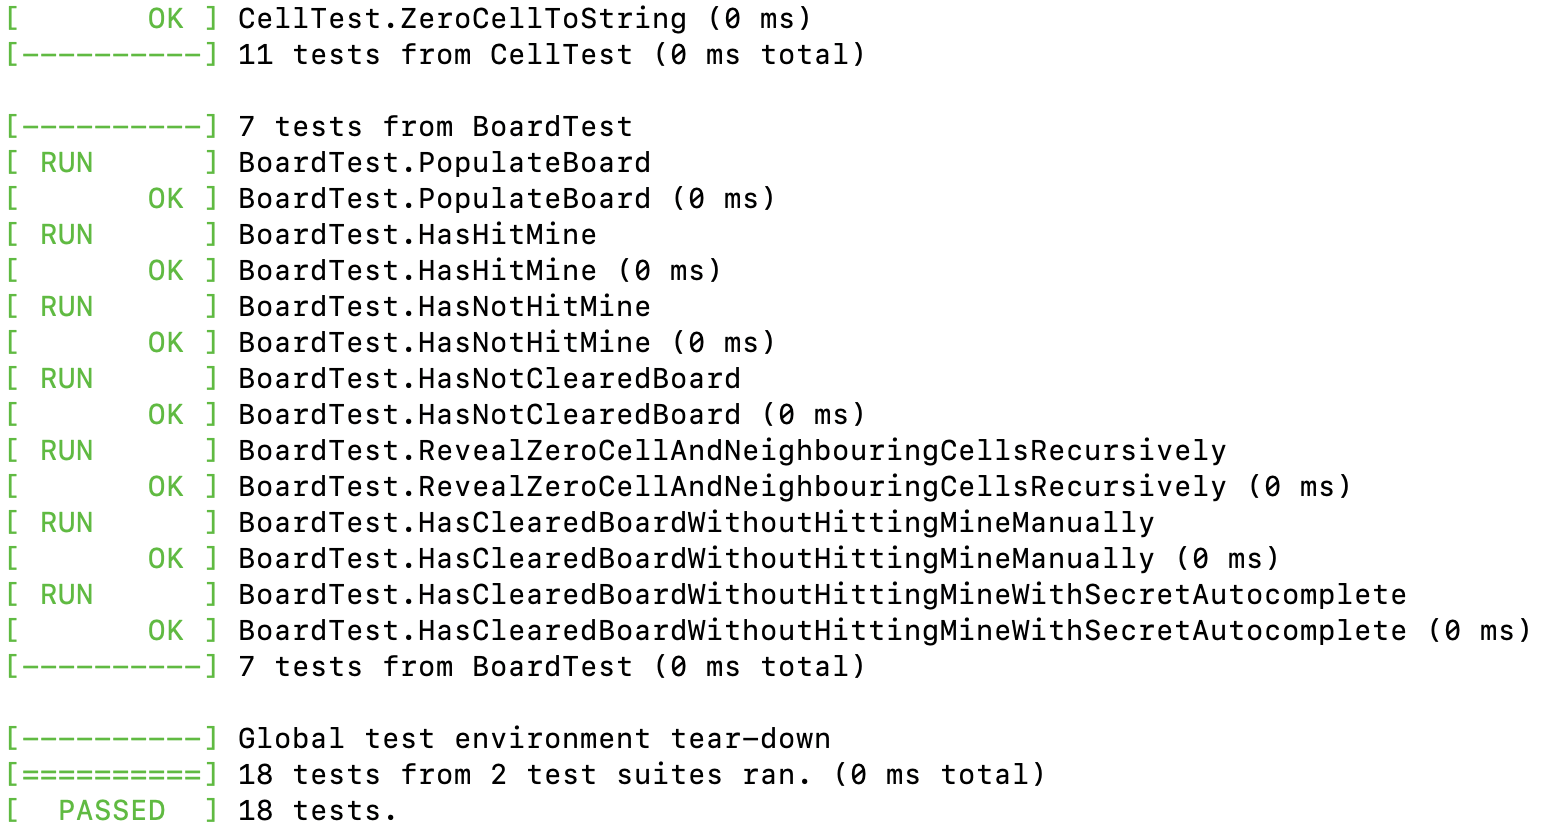 [       OK ] CellTest.ZeroCellToString (0 ms)
[----------] 11 tests from CellTest (0 ms total)

[----------] 7 tests from BoardTest
[ RUN      ] BoardTest.PopulateBoard
[       OK ] BoardTest.PopulateBoard (0 ms)
[ RUN      ] BoardTest.HasHitMine
[       OK ] BoardTest.HasHitMine (0 ms)
[ RUN      ] BoardTest.HasNotHitMine
[       OK ] BoardTest.HasNotHitMine (0 ms)
[ RUN      ] BoardTest.HasNotClearedBoard
[       OK ] BoardTest.HasNotClearedBoard (0 ms)
[ RUN      ] BoardTest.RevealZeroCellAndNeighbouringCellsRecursively
[       OK ] BoardTest.RevealZeroCellAndNeighbouringCellsRecursively (0 ms)
[ RUN      ] BoardTest.HasClearedBoardWithoutHittingMineManually
[       OK ] BoardTest.HasClearedBoardWithoutHittingMineManually (0 ms)
[ RUN      ] BoardTest.HasClearedBoardWithoutHittingMineWithSecretAutocomplete
[       OK ] BoardTest.HasClearedBoardWithoutHittingMineWithSecretAutocomplete (0 ms)
[----------] 7 tests from BoardTest (0 ms total)

[----------] Global test environment tear-down
[==========] 18 tests from 2 test suites ran. (0 ms total)
[  PASSED  ] 18 tests.